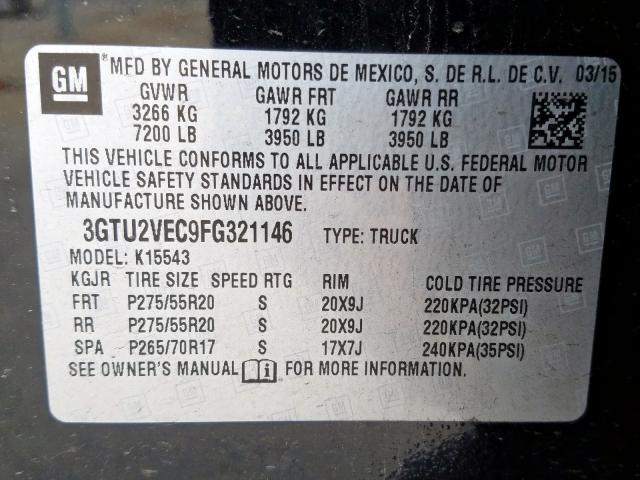 GM MFD BY GENERAL MOTORS DE MEXICO, S. DE R.L. DE C.V. 03/15
GVWR GAWR FRT GAWR RR
3266 KG 1792 KG 1792 KG
7200 LB 3950 LB 3950 LB
THIS VEHICLE CONFORMS TO ALL APPLICABLE U.S. FEDERAL MOTOR
VEHICLE SAFETY STANDARDS IN EFFECT ON THE DATE OF
MANUFACTURE SHOWN ABOVE.
3GTU2VEC9FG321146 TYPE: TRUCK
MODEL: K15543
KGJR TIRE SIZE SPEED RTG RIM COLD TIRE PRESSURE
FRT P275/55R20 S 20X9J 220KPA(32PSI)
RR P275/55R20 S 20X9J 220KPA(32PSI)
SPA P265/70R17 S 17X7J 240KPA(35PSI)
SEE OWNER'S MANUAL i FOR MORE INFORMATION.